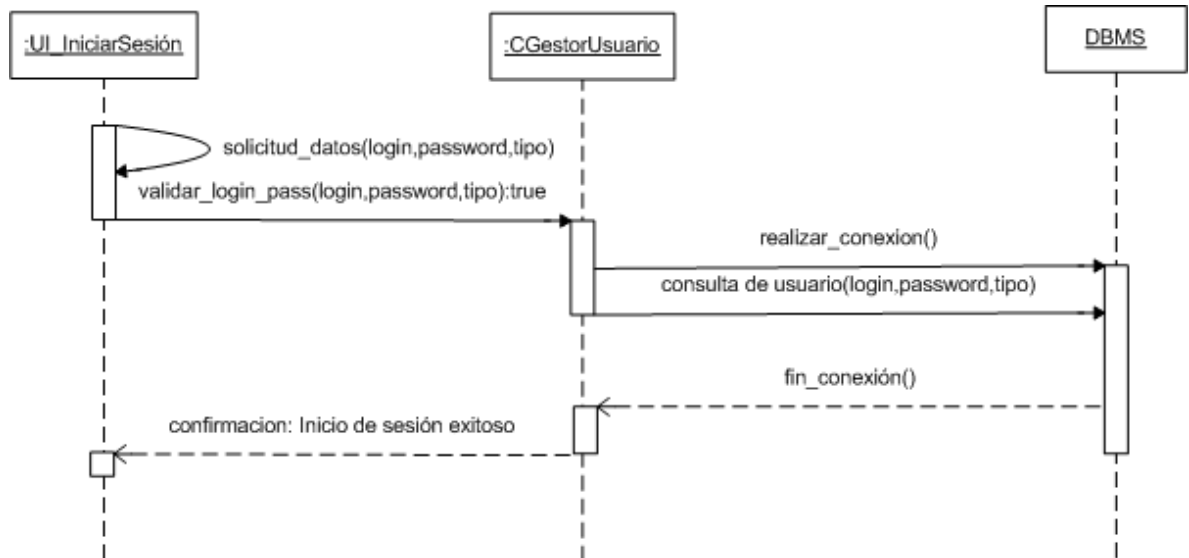 :UI_IniciarSesión
:CGestorUsuario
DBMS
solicitud_datos(login,password,tipo)
validar_login_pass(login,password,tipo):true
realizar_conexion()
consulta de usuario(login,password,tipo)
fin_conexión()
confirmacion: Inicio de sesión exitoso